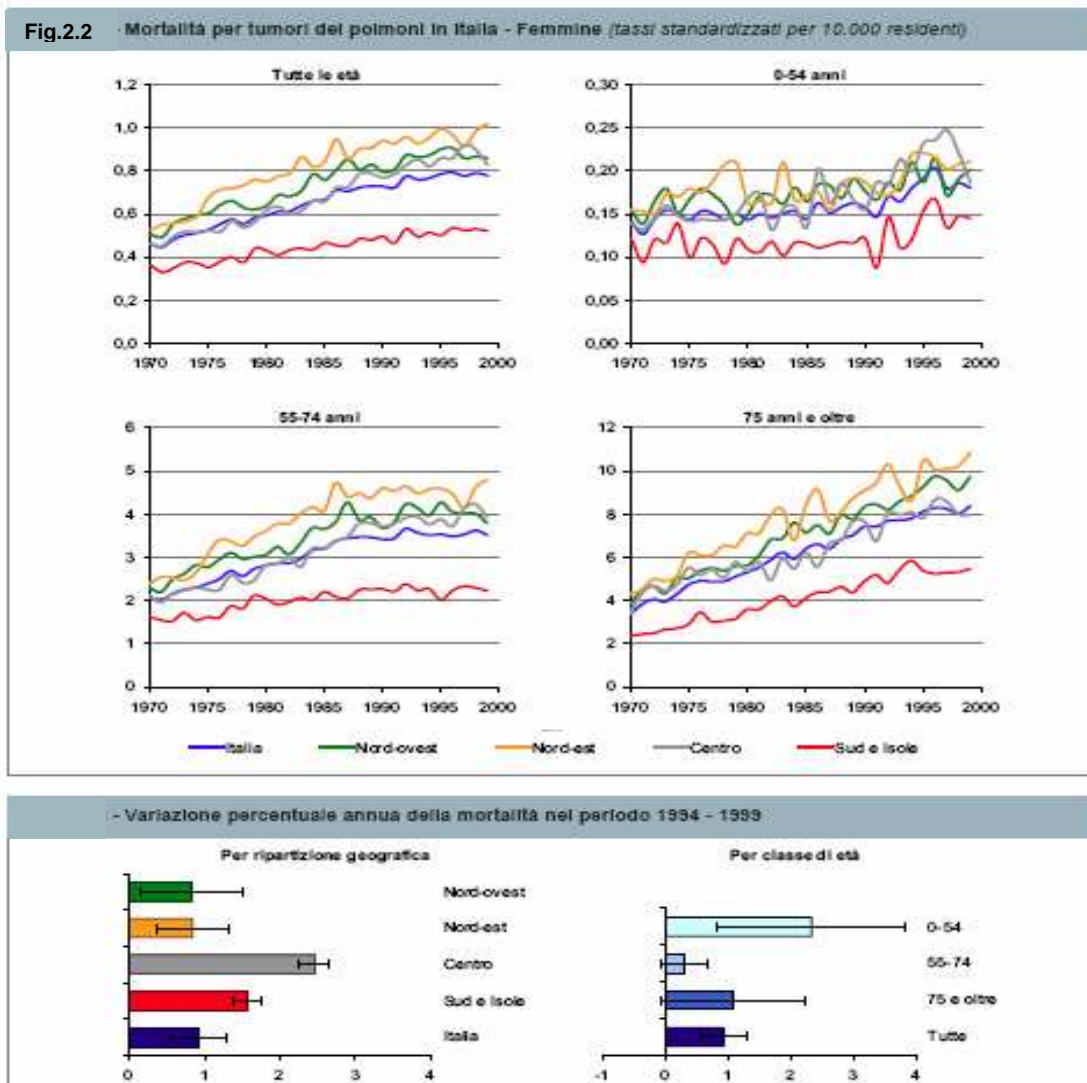 Fig.2.2 - Mortalità per tumori dei polmoni in Italia - Femmine (tassi standardizzati per 10.000 residenti)
Tutte le età
1,2
1,0
0,8
0,6
0,4
0,2
0,0
1970 1975 1980 1985 1990 1995 2000
0-54 anni
0,30
0,25
0,20
0,15
0,10
0,05
0,00
1970 1975 1980 1985 1990 1995 2000
55-74 anni
6
5
4
3
2
1
0
1970 1975 1980 1985 1990 1995 2000
75 anni e oltre
12
10
8
6
4
2
0
1970 1975 1980 1985 1990 1995 2000
Italia Nord-ovest Nord-est Centro Sud e Isole
- Variazione percentuale annua della mortalità nel periodo 1994 - 1999
Per ripartizione geografica
Nord-ovest
Nord-est
Centro
Sud e Isole
Italia
0 1 2 3 4
Per classe di età
0-54
55-74
75 e oltre
Tutte
-1 0 1 2 3 4